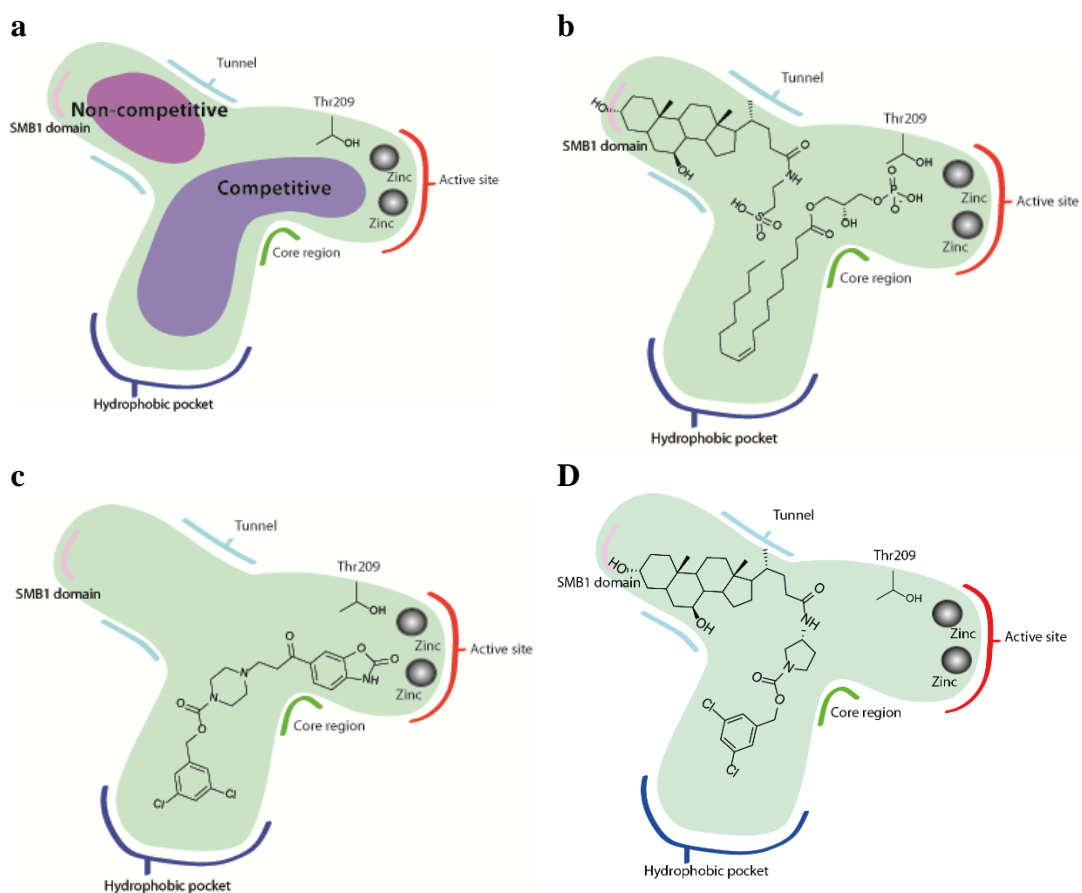 a
Tunnel
Thr209
Non-competitive
OH
SMB1 domain
Competitive
Zinc
Active site
Zinc
Core region
Hydrophobic pocket
b
Tunnel
HO
Thr209
SMB1 domain
O
OH
OH
NH
O
P
OH
O
O-
Zinc
HO
S
O
O
O
OH
O
Active site
Zinc
Core region
Hydrophobic pocket
c
Tunnel
Thr209
SMB1 domain
OH
O
O
O
Zinc
Active site
N
NH
Zinc
N
O
O
Core region
Cl
Cl
Hydrophobic pocket
D
Tunnel
Thr209
HO
SMB1 domain
O
OH
OH
NH
Zinc
Active site
N
O
Zinc
O
Cl
Core region
Cl
Hydrophobic pocket